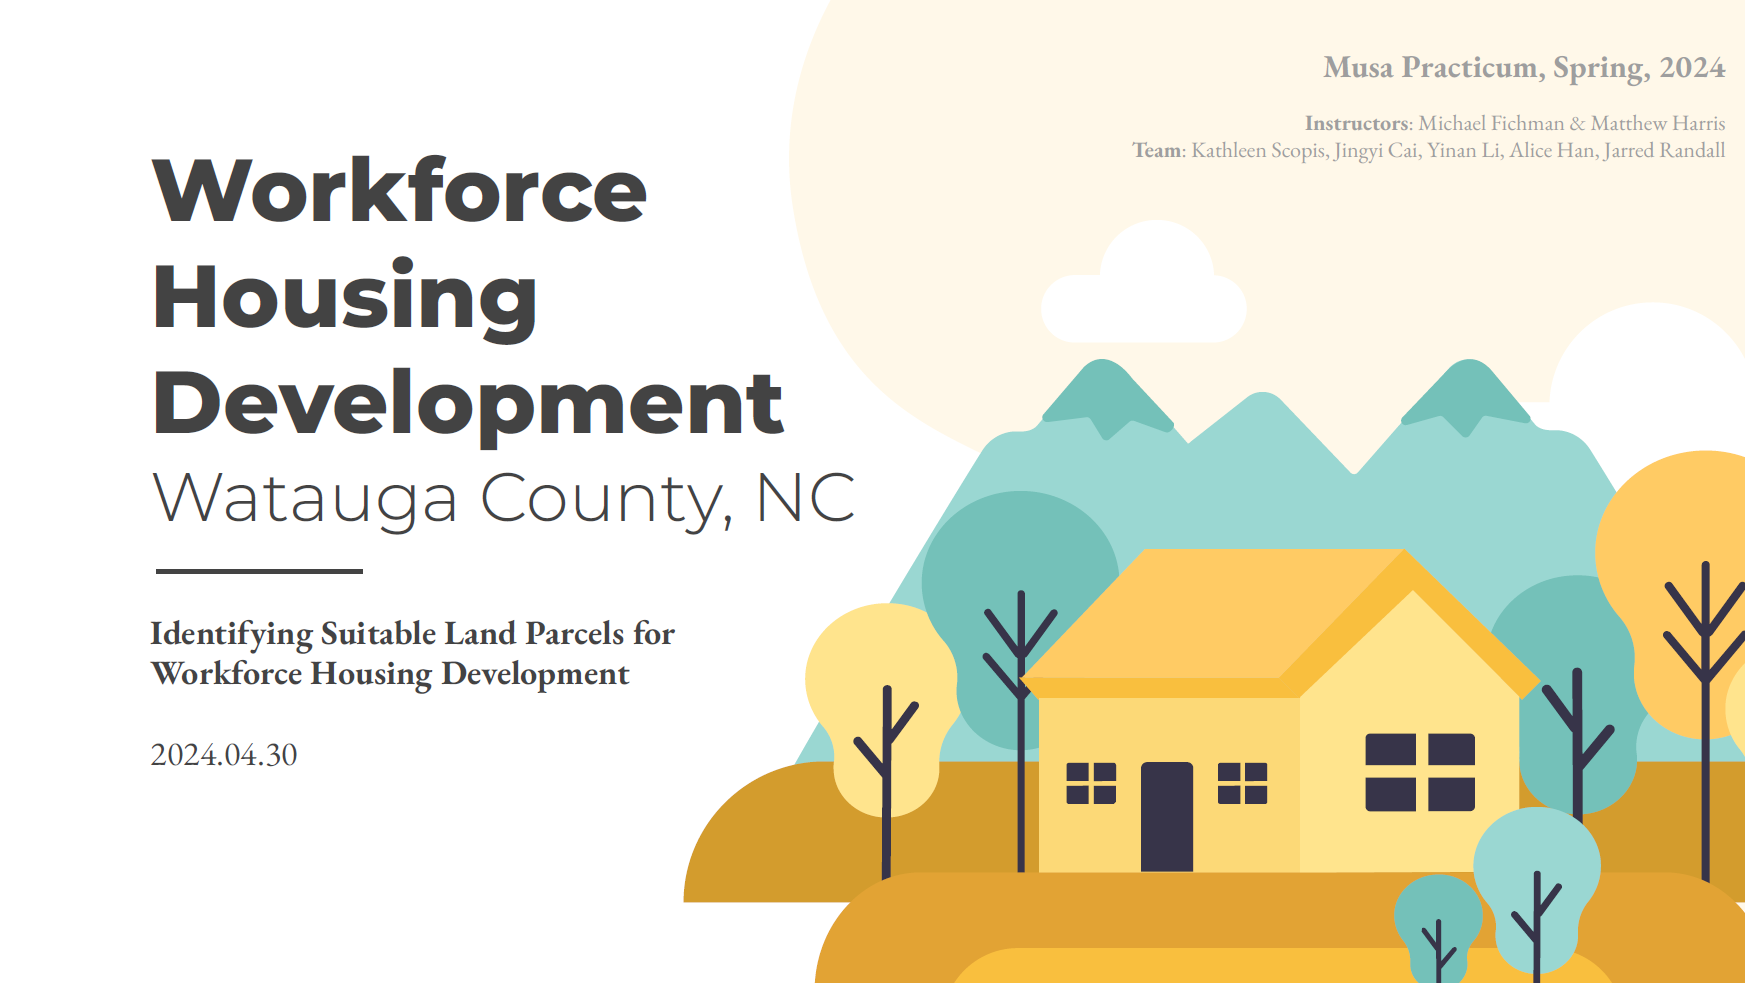 Musa Practicum, Spring, 2024
Instructors: Michael Fichman & Matthew Harris
Team: Kathleen Scopis, Jingyi Cai, Yinan Li, Alice Han, Jarred Randall
Workforce
Housing
Development
Watauga County, NC
Identifying Suitable Land Parcels for
Workforce Housing Development
2024.04.30